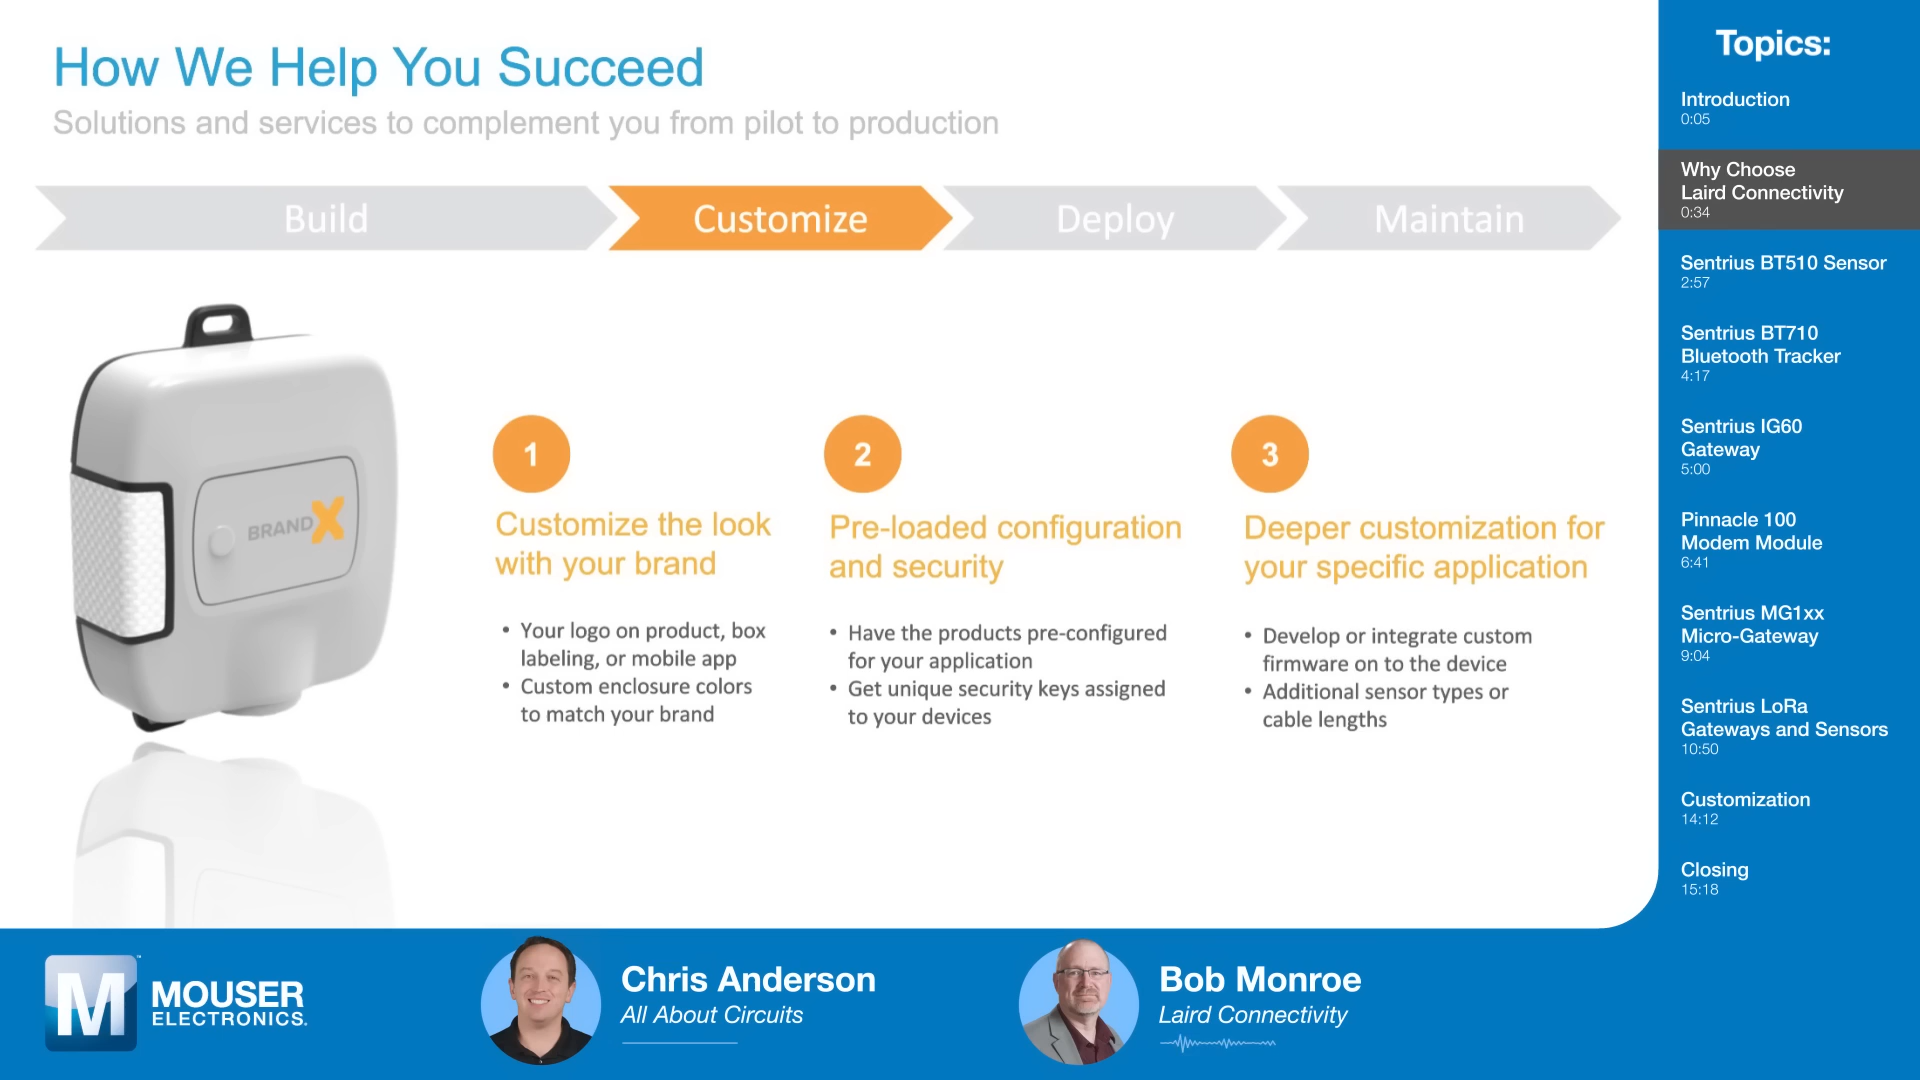 How We Help You Succeed
Solutions and services to complement you from pilot to production
Build
Customize
Deploy
Maintain
BRANDX
1
Customize the look
with your brand
• Your logo on product, box
labeling, or mobile app
• Custom enclosure colors
to match your brand
2
Pre-loaded configuration
and security
• Have the products pre-configured
for your application
• Get unique security keys assigned
to your devices
3
Deeper customization for
your specific application
• Develop or integrate custom
firmware on to the device
• Additional sensor types or
cable lengths
Topics:
Introduction
0:05
Why Choose
Laird Connectivity
0:34
Sentrius BT510 Sensor
2:57
Sentrius BT710
Bluetooth Tracker
4:17
Sentrius IG60
Gateway
5:00
Pinnacle 100
Modem Module
6:41
Sentrius MG1xx
Micro-Gateway
9:04
Sentrius LoRa
Gateways and Sensors
10:50
Customization
14:12
Closing
15:18
M™
MOUSER
ELECTRONICS.
Chris Anderson
All About Circuits
Bob Monroe
Laird Connectivity